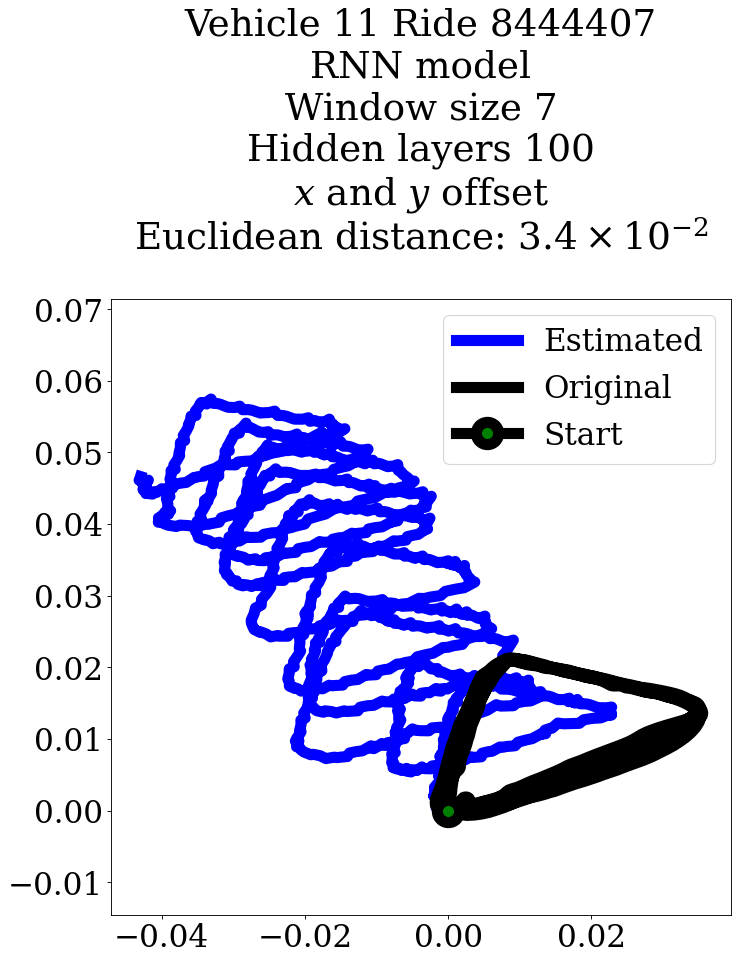 Vehicle 11 Ride 8444407
RNN model
Window size 7
Hidden layers 100
x and y offset
Euclidean distance: 3.4 × 10⁻²
0.07
0.06
0.05
0.04
0.03
0.02
0.01
0.00
−0.01
Estimated
Original
Start
−0.04 −0.02 0.00 0.02